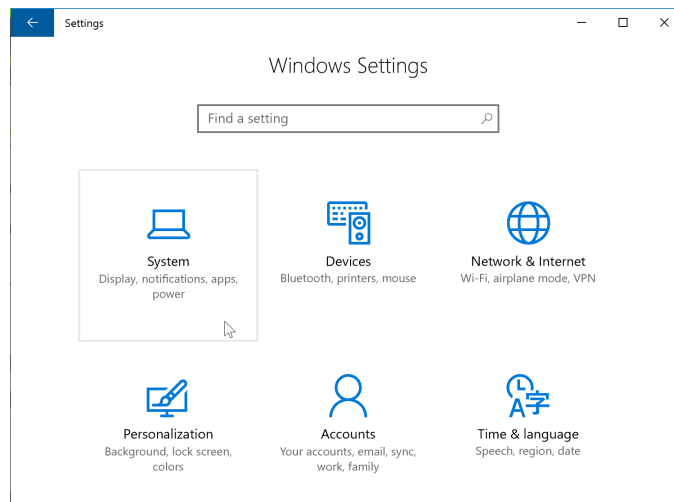 Settings
Windows Settings
Find a setting
System
Display, notifications, apps,
power
Devices
Bluetooth, printers, mouse
Network & Internet
Wi-Fi, airplane mode, VPN
Personalization
Background, lock screen,
colors
Accounts
Your accounts, email, sync,
work, family
A字
Time & language
Speech, region, date